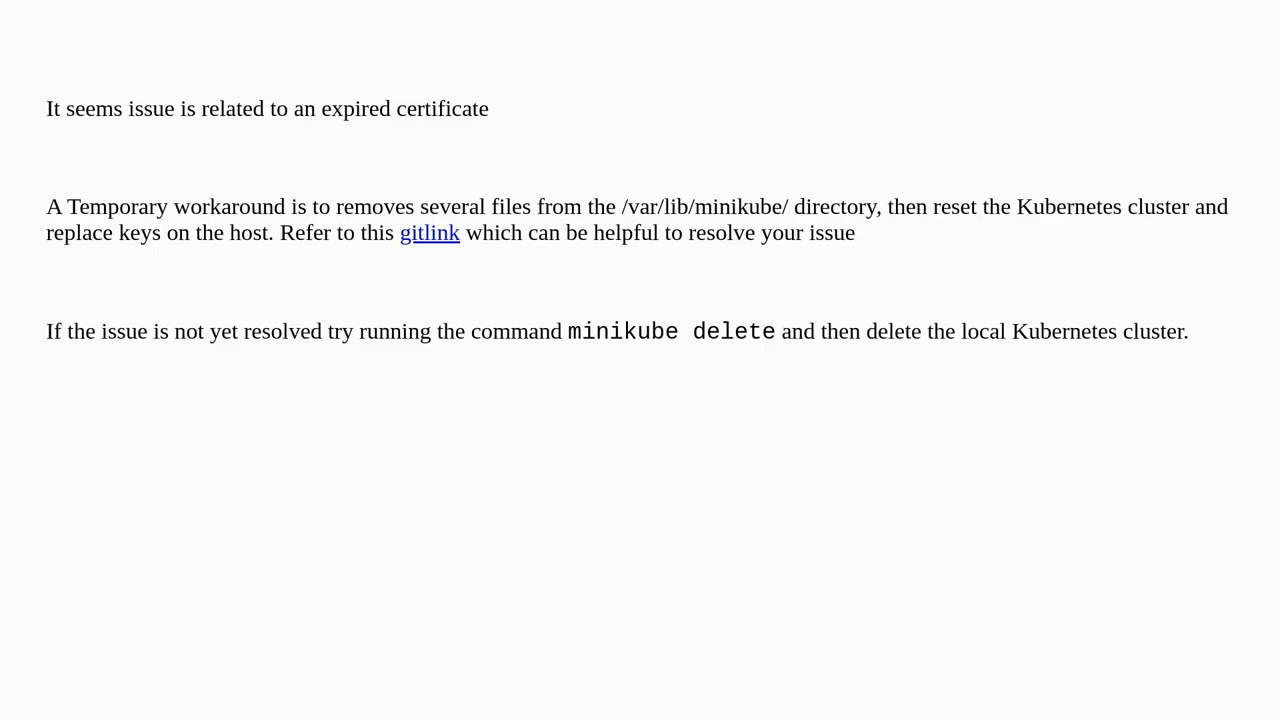 It seems issue is related to an expired certificate
A Temporary workaround is to removes several files from the /var/lib/minikube/ directory, then reset the Kubernetes cluster and
replace keys on the host. Refer to this gitlink which can be helpful to resolve your issue
If the issue is not yet resolved try running the command minikube delete and then delete the local Kubernetes cluster.